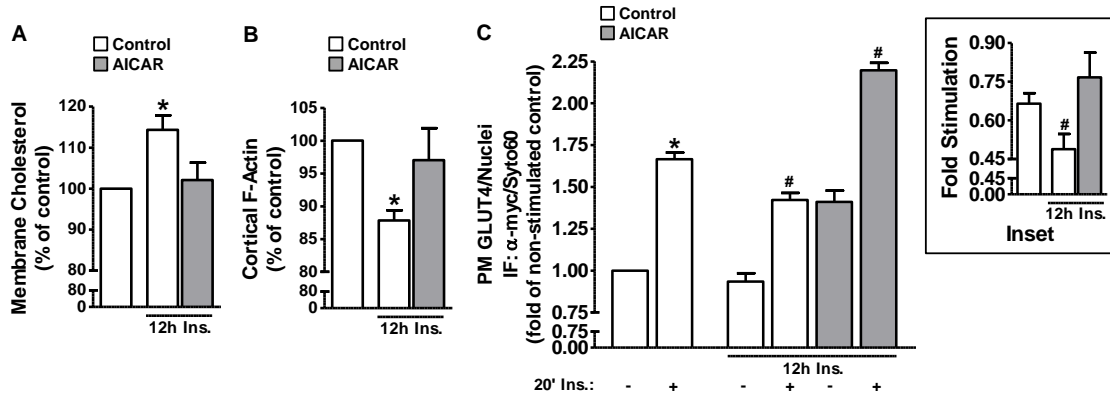 A
Control
AICAR
Membrane Cholesterol
(% of control)
120
110
100
90
80
80
0
*
12h Ins.
B
Control
AICAR
Cortical F-Actin
(% of control)
105
100
95
90
85
80
80
0
*
12h Ins.
C
Control
AICAR
PM GLUT4/Nuclei
IF: α-myc/Syto60
(fold of non-stimulated control)
2.25
2.00
1.75
1.50
1.25
1.00
0.75
0.75
0.00
*
#
#
12h Ins.
20' Ins.: - + - + - +
Fold Stimulation
0.90
0.75
0.60
0.45
0.45
0.00
#
12h Ins.
Inset